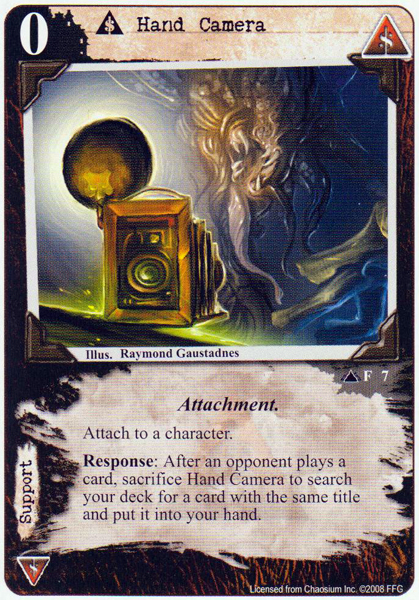 0
Hand Camera
Illus. Raymond Gaustadnes
F 7
Attachment.
Attach to a character.
Response: After an opponent plays a
card, sacrifice Hand Camera to search
your deck for a card with the same title
and put it into your hand.
Support
Licensed from Chaosium Inc. ©2008 FFG